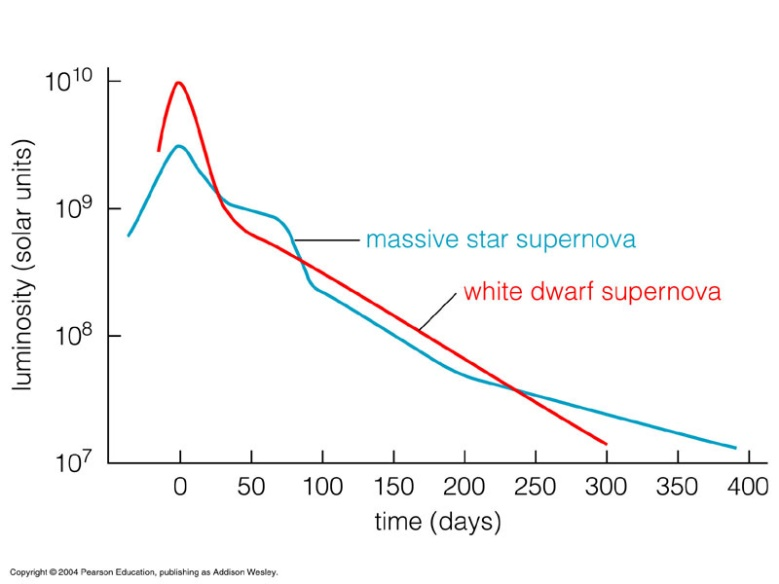 10¹⁰
10⁹
10⁸
10⁷
luminosity (solar units)
massive star supernova
white dwarf supernova
0 50 100 150 200 250 300 350 400
time (days)
Copyright © 2004 Pearson Education, publishing as Addison Wesley.